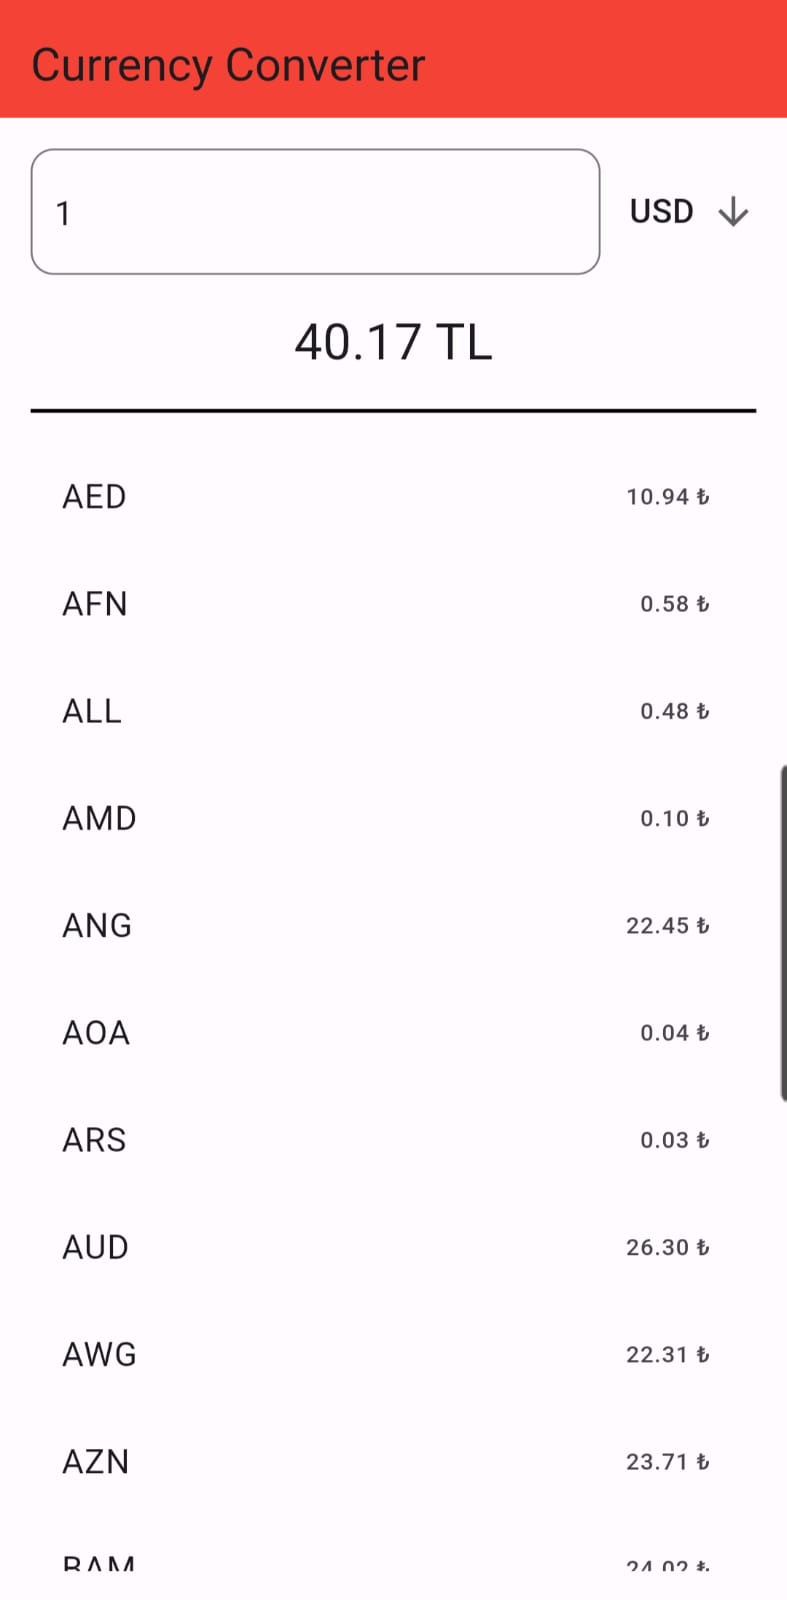 Currency Converter
1 USD
40.17 TL
AED 10.94 ₺
AFN 0.58 ₺
ALL 0.48 ₺
AMD 0.10 ₺
ANG 22.45 ₺
AOA 0.04 ₺
ARS 0.03 ₺
AUD 26.30 ₺
AWG 22.31 ₺
AZN 23.71 ₺
BAM